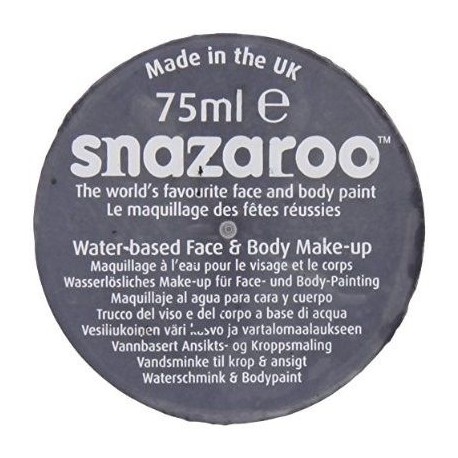 Made in the UK
75ml ℮
snazaroo™
The world's favourite face and body paint
Le maquillage des fêtes réussies
Water-based Face & Body Make-up
Maquillage à l'eau pour le visage et le corps
Wasserlösliches Make-up für Face- und Body-Painting
Maquillaje al agua para cara y cuerpo
Trucco del viso e del corpo a base di acqua
Vesiliukoinen väri kasvo ja vartalomaalaukseen
Vannbasert Ansikts- og Kroppsmaling
Vandsminke til krop & ansigt
Waterschmink & Bodypaint